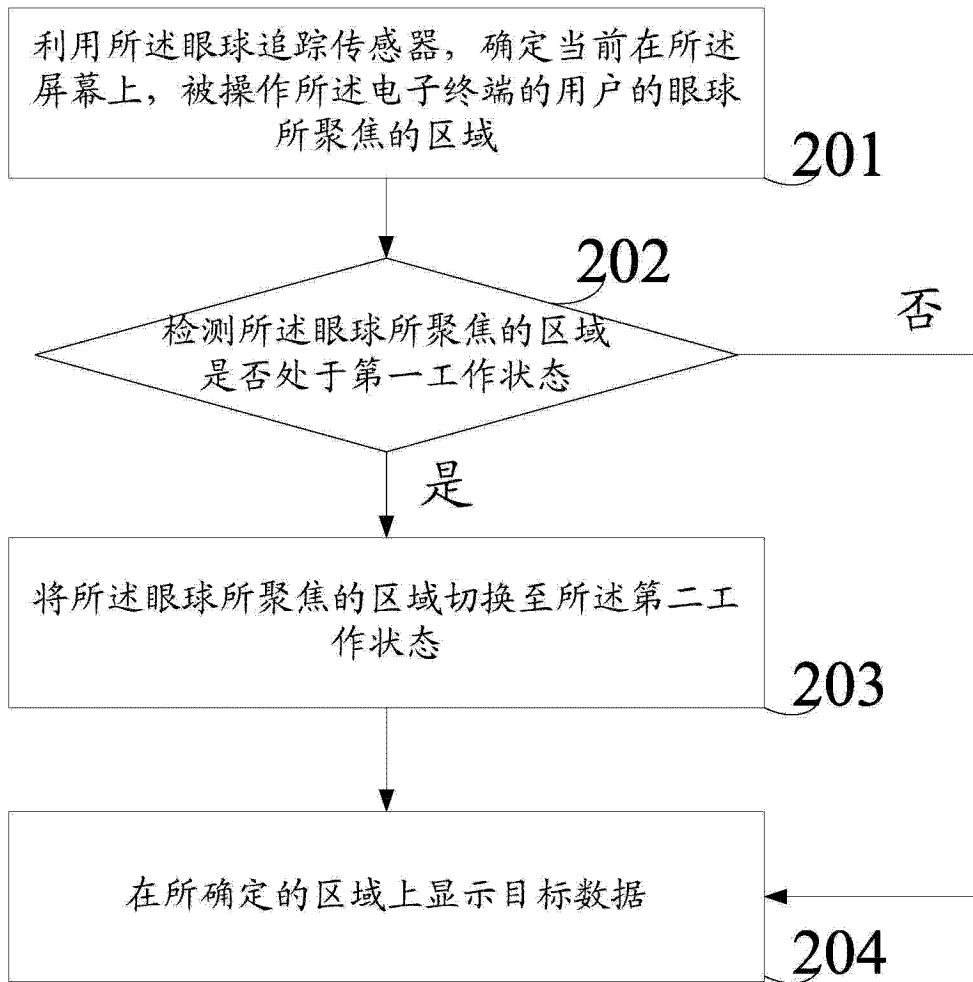 利用所述眼球追踪传感器，确定当前在所述
屏幕上，被操作所述电子终端的用户的眼球
所聚焦的区域
201
202
检测所述眼球所聚焦的区域
是否处于第一工作状态
否
是
将所述眼球所聚焦的区域切换至所述第二工
作状态
203
在所确定的区域上显示目标数据
204